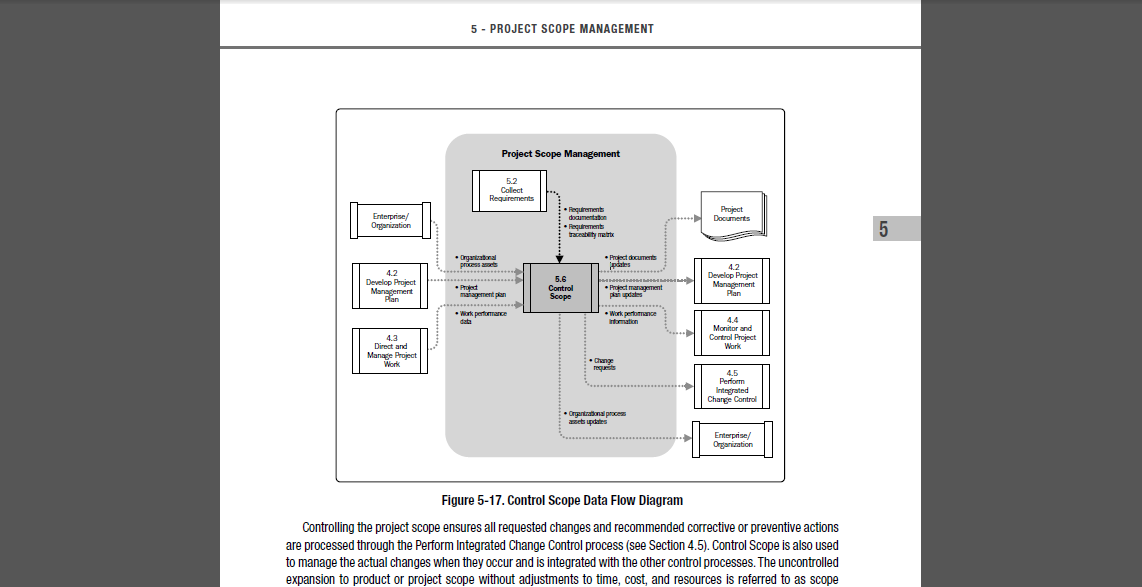 5 - PROJECT SCOPE MANAGEMENT
Project Scope Management
5.2
Collect
Requirements
Enterprise/
Organization
• Requirements
documentation
• Requirements
traceability matrix
Project
Documents
5
• Organizational
process assets
• Project documents
updates
4.2
Develop Project
Management
Plan
5.6
Control
Scope
4.2
Develop Project
Management
Plan
• Project
management plan
• Project management
plan updates
• Work performance
data
• Work performance
information
4.3
Direct and
Manage Project
Work
4.4
Monitor and
Control Project
Work
• Change
requests
4.5
Perform
Integrated
Change Control
• Organizational process
assets updates
Enterprise/
Organization
Figure 5-17. Control Scope Data Flow Diagram
Controlling the project scope ensures all requested changes and recommended corrective or preventive actions
are processed through the Perform Integrated Change Control process (see Section 4.5). Control Scope is also used
to manage the actual changes when they occur and is integrated with the other control processes. The uncontrolled
expansion to product or project scope without adjustments to time, cost, and resources is referred to as scope